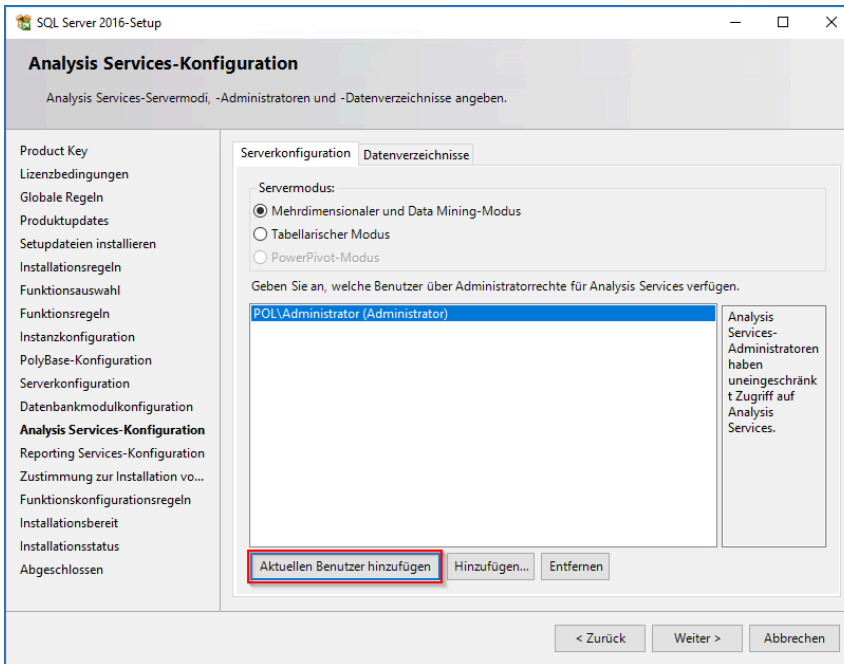 SQL Server 2016-Setup
Analysis Services-Konfiguration
Analysis Services-Servermodi, -Administratoren und -Datenverzeichnisse angeben.
Product Key
Lizenzbedingungen
Globale Regeln
Produktupdates
Setupdateien installieren
Installationsregeln
Funktionsauswahl
Funktionsregeln
Instanzkonfiguration
PolyBase-Konfiguration
Serverkonfiguration
Datenbankmodulkonfiguration
Analysis Services-Konfiguration
Reporting Services-Konfiguration
Zustimmung zur Installation vo...
Funktionskonfigurationsregeln
Installationsbereit
Installationsstatus
Abgeschlossen
Serverkonfiguration Datenverzeichnisse
Servermodus:
Mehrdimensionaler und Data Mining-Modus
Tabellarischer Modus
PowerPivot-Modus
Geben Sie an, welche Benutzer über Administratorrechte für Analysis Services verfügen.
POL\Administrator (Administrator)
Analysis
Services-
Administratoren
haben
uneingeschränk
t Zugriff auf
Analysis
Services.
Aktuellen Benutzer hinzufügen Hinzufügen... Entfernen
< Zurück Weiter > Abbrechen